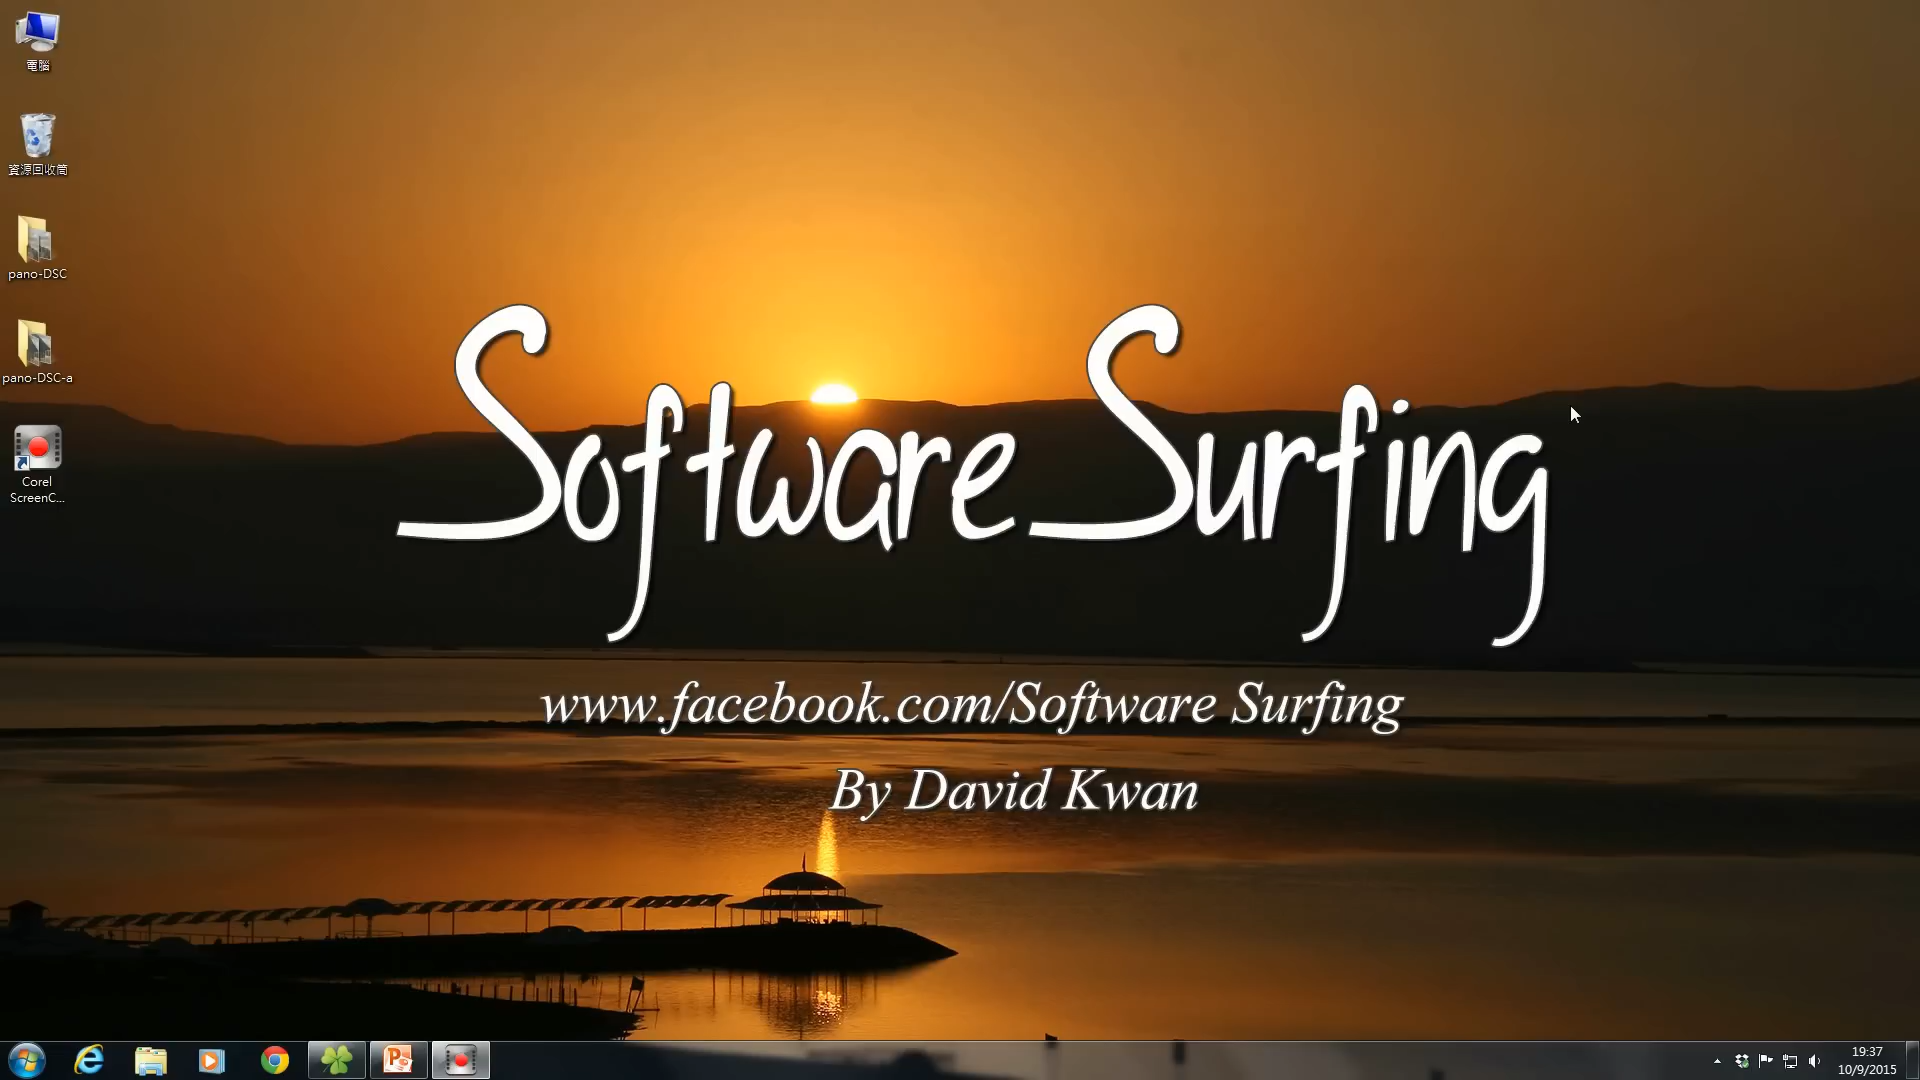 電腦
資源回收筒
pano-DSC
pano-DSC-a
Corel
ScreenC...
Software Surfing
www.facebook.com/Software Surfing
By David Kwan
19:37
10/9/2015